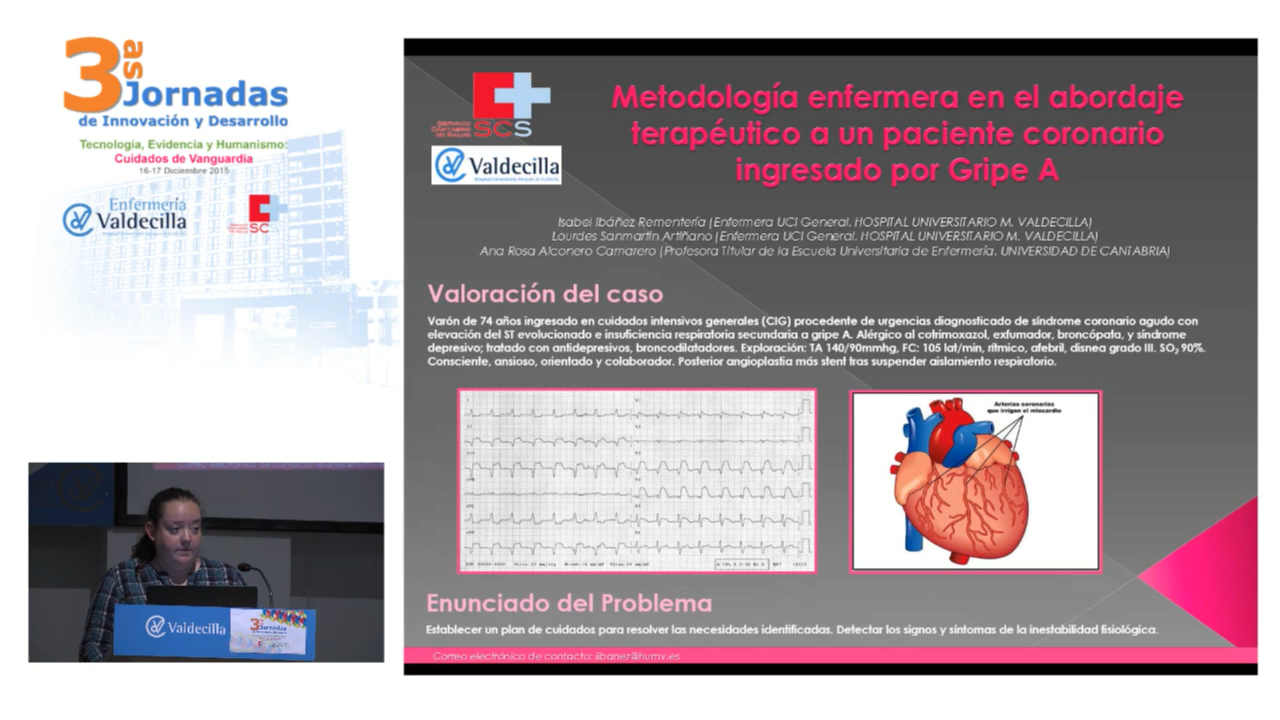 3as
Jornadas
de Innovación y Desarrollo
Tecnología, Evidencia y Humanismo:
Cuidados de Vanguardia
16-17 Diciembre 2015
Enfermería
Valdecilla
SC
SCS
Valdecilla
Metodología enfermera en el abordaje
terapéutico a un paciente coronario
ingresado por Gripe A
Isabel Ibáñez Rementería (Enfermera UCI General. HOSPITAL UNIVERSITARIO M. VALDECILLA)
Lourdes Sanmartín Artiñano (Enfermera UCI General. HOSPITAL UNIVERSITARIO M. VALDECILLA)
Ana Rosa Alconero Camarero (Profesora Titular de la Escuela Universitaria de Enfermería. UNIVERSIDAD DE CANTABRIA)
Valoración del caso
Varón de 74 años ingresado en cuidados intensivos generales (CIG) procedente de urgencias diagnosticado de síndrome coronario agudo con
elevación del ST evolucionado e insuficiencia respiratoria secundaria a gripe A. Alérgico al cotrimoxazol, exfumador, broncópata, y síndrome
depresivo; tratado con antidepresivos, broncodilatadores. Exploración: TA 140/90mmhg, FC: 105 lat/min, rítmico, afebril, disnea grado III. SO₂ 90%.
Consciente, ansioso, orientado y colaborador. Posterior angioplastia más stent tras suspender aislamiento respiratorio.
Arterias coronarias
que irrigan el miocardio
Enunciado del Problema
Establecer un plan de cuidados para resolver las necesidades identificadas. Detectar los signos y síntomas de la inestabilidad fisiológica.
Correo electrónico de contacto: iibanez@humv.es
Valdecilla
3as
Jornadas